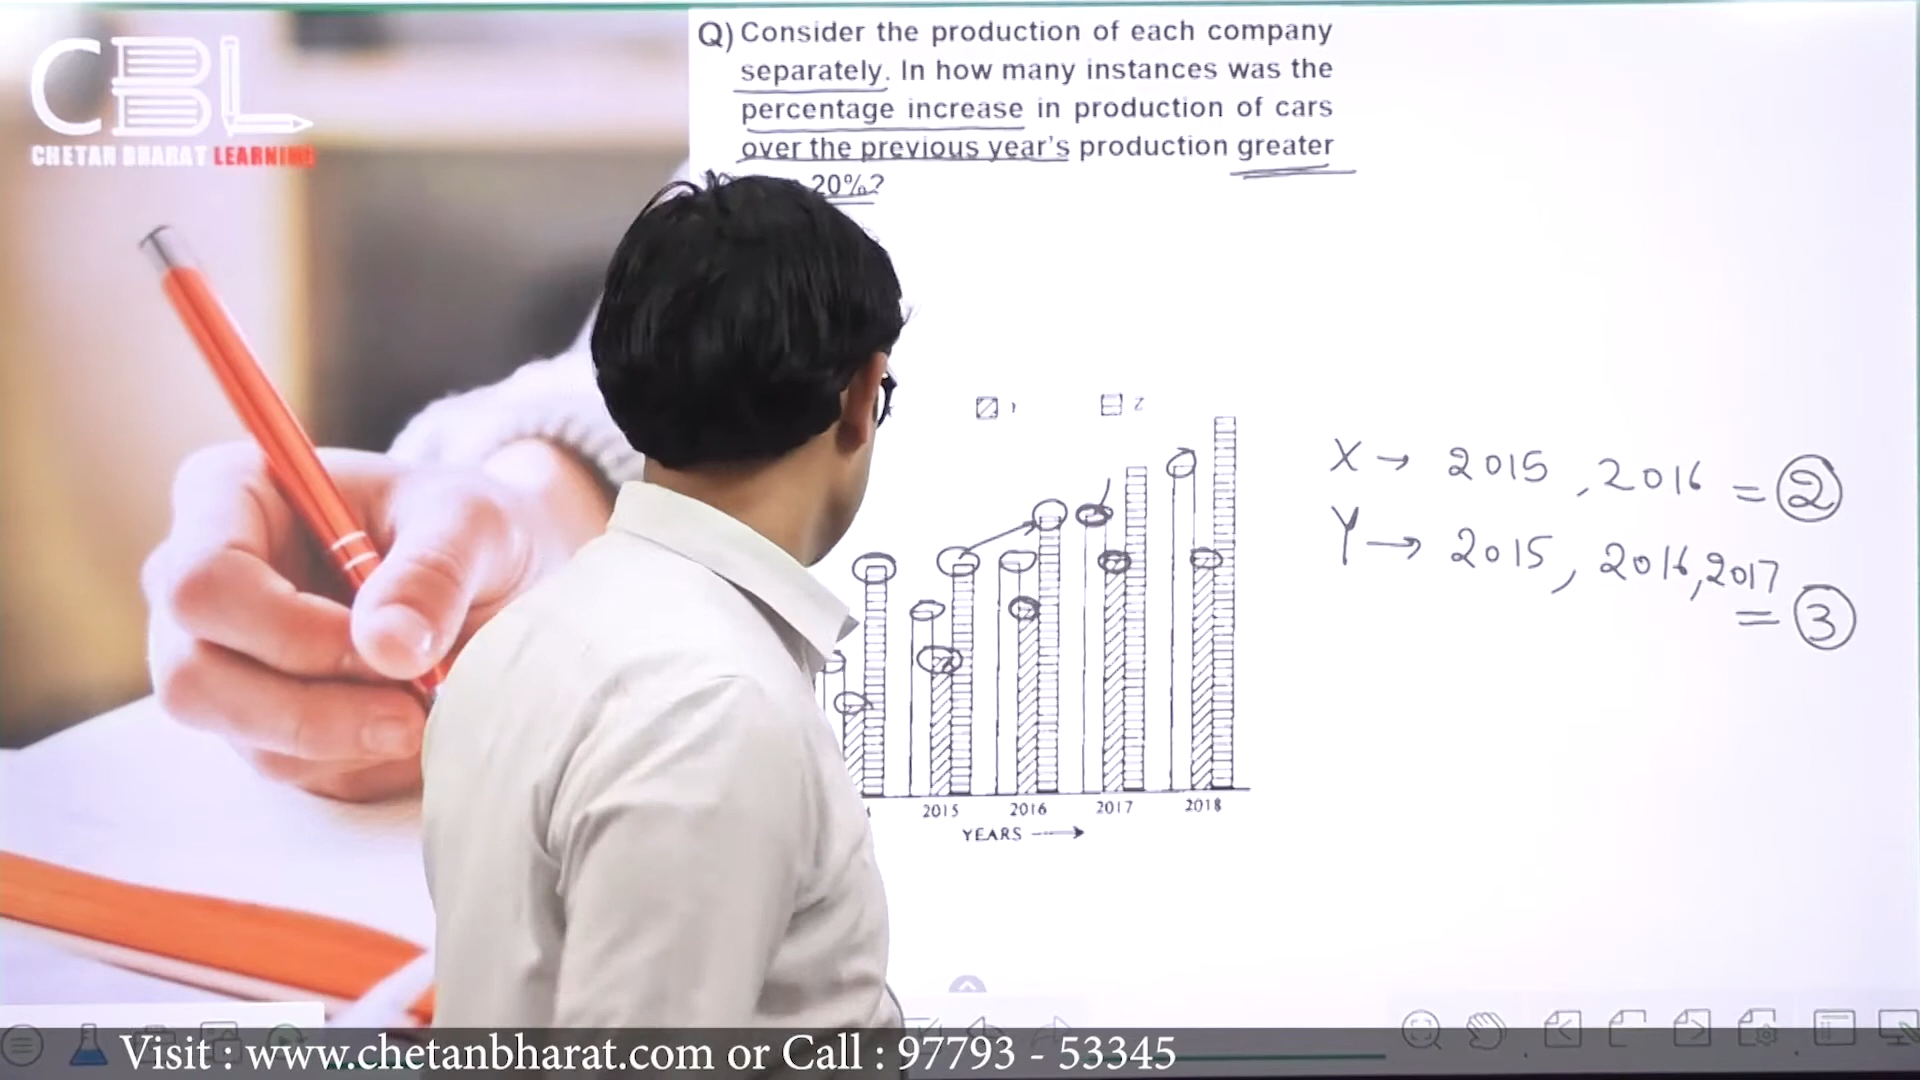 CBL
CHETAN BHARAT LEARNING
Q) Consider the production of each company
separately. In how many instances was the
percentage increase in production of cars
over the previous year's production greater
20%?
Z
X → 2015, 2016 = 2
Y → 2015, 2016, 2017
= 3
2015 2016 2017 2018
YEARS →
Visit : www.chetanbharat.com or Call : 97793 - 53345